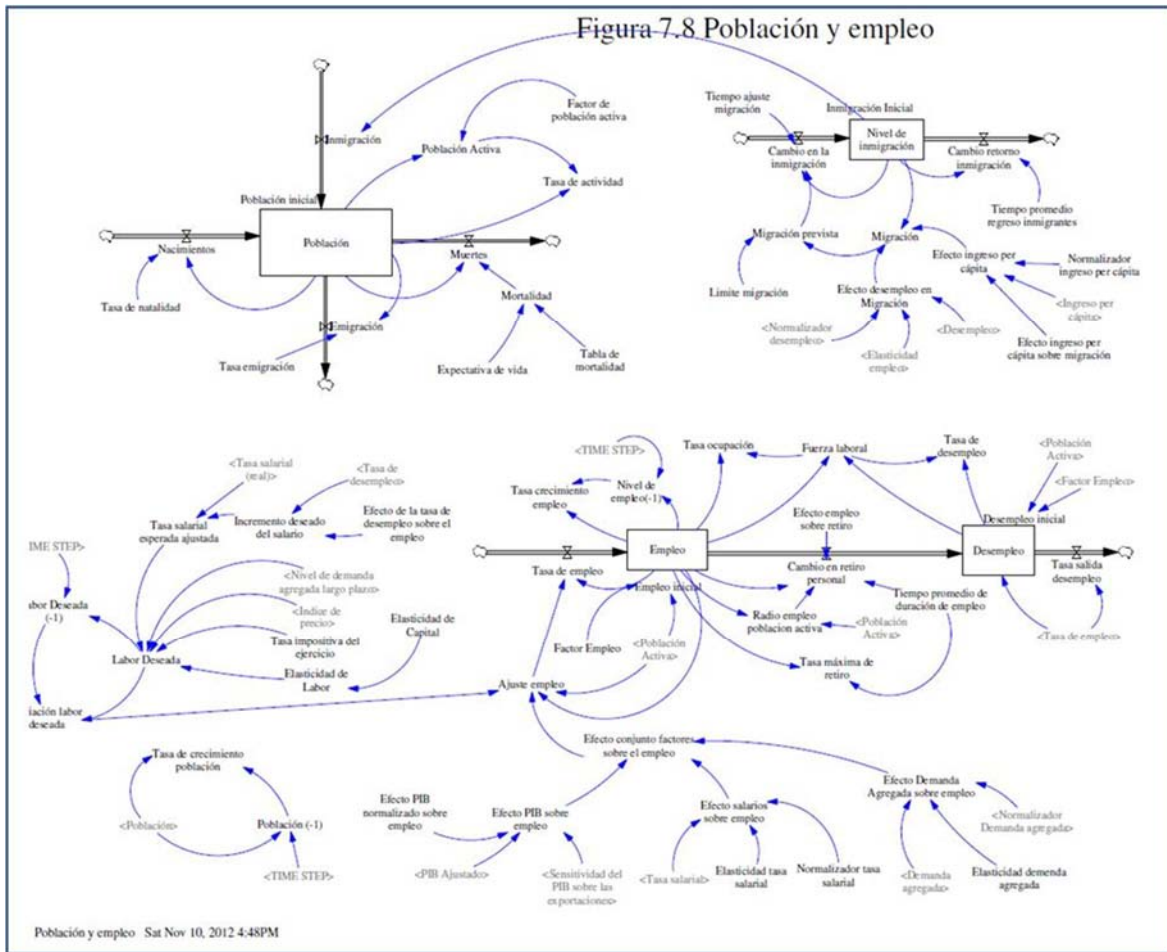 Figura 7.8 Población y empleo
Inmigración
Factor de
población activa
Población Activa
Tasa de actividad
Población inicial
Población
Nacimientos
Muertes
Tasa de natalidad
Mortalidad
Emigración
Tasa emigración
Expectativa de vida
Tabla de
mortalidad
Tiempo ajuste
migración
Inmigración Inicial
Nivel de
inmigración
Cambio en la
inmigración
Cambio retorno
inmigración
Tiempo promedio
regreso inmigrantes
Migración prevista
Migración
Efecto ingreso per
cápita
Normalizador
ingreso per cápita
Limite migración
Efecto desempleo en
Migración
<Ingreso per
cápita>
<Normalizador
desempleo>
<Desempleo>
<Elasticidad
empleo>
Efecto ingreso per
cápita sobre migración
<Tasa salarial
(real)>
<Tasa de
desempleo>
Tasa salarial
esperada ajustada
Incremento deseado
del salario
Efecto de la tasa de
desempleo sobre el
empleo
IME STEP>
<Nivel de demanda
agregada largo plazo>
bor Deseada
(-1)
<Indice de
precio>
Elasticidad de
Capital
Tasa impositiva del
ejercicio
Labor Deseada
Elasticidad de
Labor
iación labor
deseada
<TIME STEP>
Tasa ocupación
Fuerza laboral
Tasa de
desempleo
<Población
Activa>
Nivel de
empleo(-1)
Tasa crecimiento
empleo
<Factor Empleo>
Efecto empleo
sobre retiro
Desempleo inicial
Empleo
Desempleo
Tasa de empleo
Empleo inicial
Cambio en retiro
personal
Tasa salida
desempleo
Tiempo promedio de
duración de empleo
Radio empleo
poblacion activa
<Población
Activa>
<Tasa de empleo>
Factor Empleo
<Población
Activa>
Tasa máxima de
retiro
Ajuste empleo
Efecto conjunto factores
sobre el empleo
Tasa de crecimiento
población
<Población>
Población (-1)
<TIME STEP>
Efecto PIB
normalizado sobre
empleo
Efecto PIB sobre
empleo
<PIB Ajustado>
<Sensitividad del
PIB sobre las
exportaciones>
Efecto salarios
sobre empleo
<Tasa salarial>
Elasticidad tasa
salarial
Normalizador tasa
salarial
Efecto Demanda
Agregada sobre empleo
<Normalizador
Demanda agregada>
<Demanda
agregada>
Elasticidad demenda
agregada
Población y empleo Sat Nov 10, 2012 4:48PM